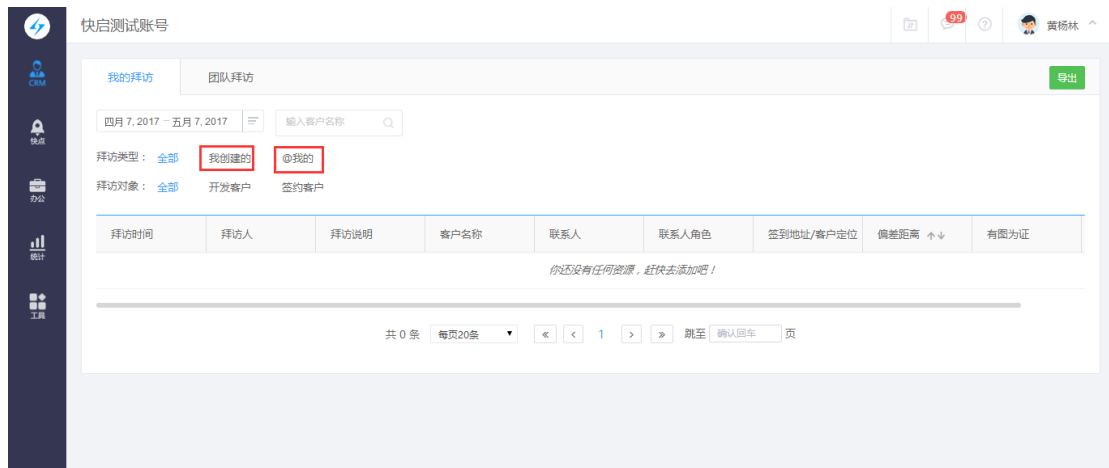 快启测试账号
99
黄杨林
CRM
快点
办公
统计
工具
我的拜访 团队拜访 导出
四月 7, 2017 - 五月 7, 2017 输入客户名称
拜访类型： 全部 我创建的 @我的
拜访对象： 全部 开发客户 签约客户
拜访时间 拜访人 拜访说明 客户名称 联系人 联系人角色 签到地址/客户定位 偏差距离 有图为证
你还没有任何资源，赶快去添加吧！
共 0 条 每页20条 « < 1 > » 跳至 确认回车 页